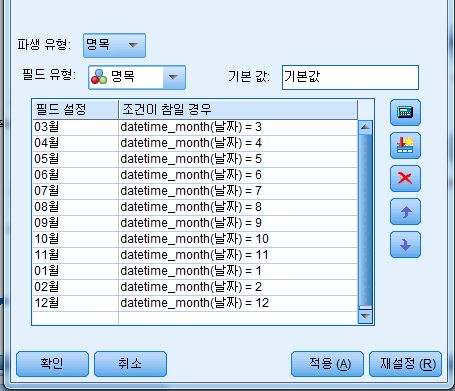 파생 유형: 명목
필드 유형: 명목 기본 값: 기본값
필드 설정 조건미 참일 경우
03월 datetime_month(날짜) = 3
04월 datetime_month(날짜) = 4
05월 datetime_month(날짜) = 5
06월 datetime_month(날짜) = 6
07월 datetime_month(날짜) = 7
08월 datetime_month(날짜) = 8
09월 datetime_month(날짜) = 9
10월 datetime_month(날짜) = 10
11월 datetime_month(날짜) = 11
01월 datetime_month(날짜) = 1
02월 datetime_month(날짜) = 2
12월 datetime_month(날짜) = 12
확인 취소 적용 (A) 재설정 (R)